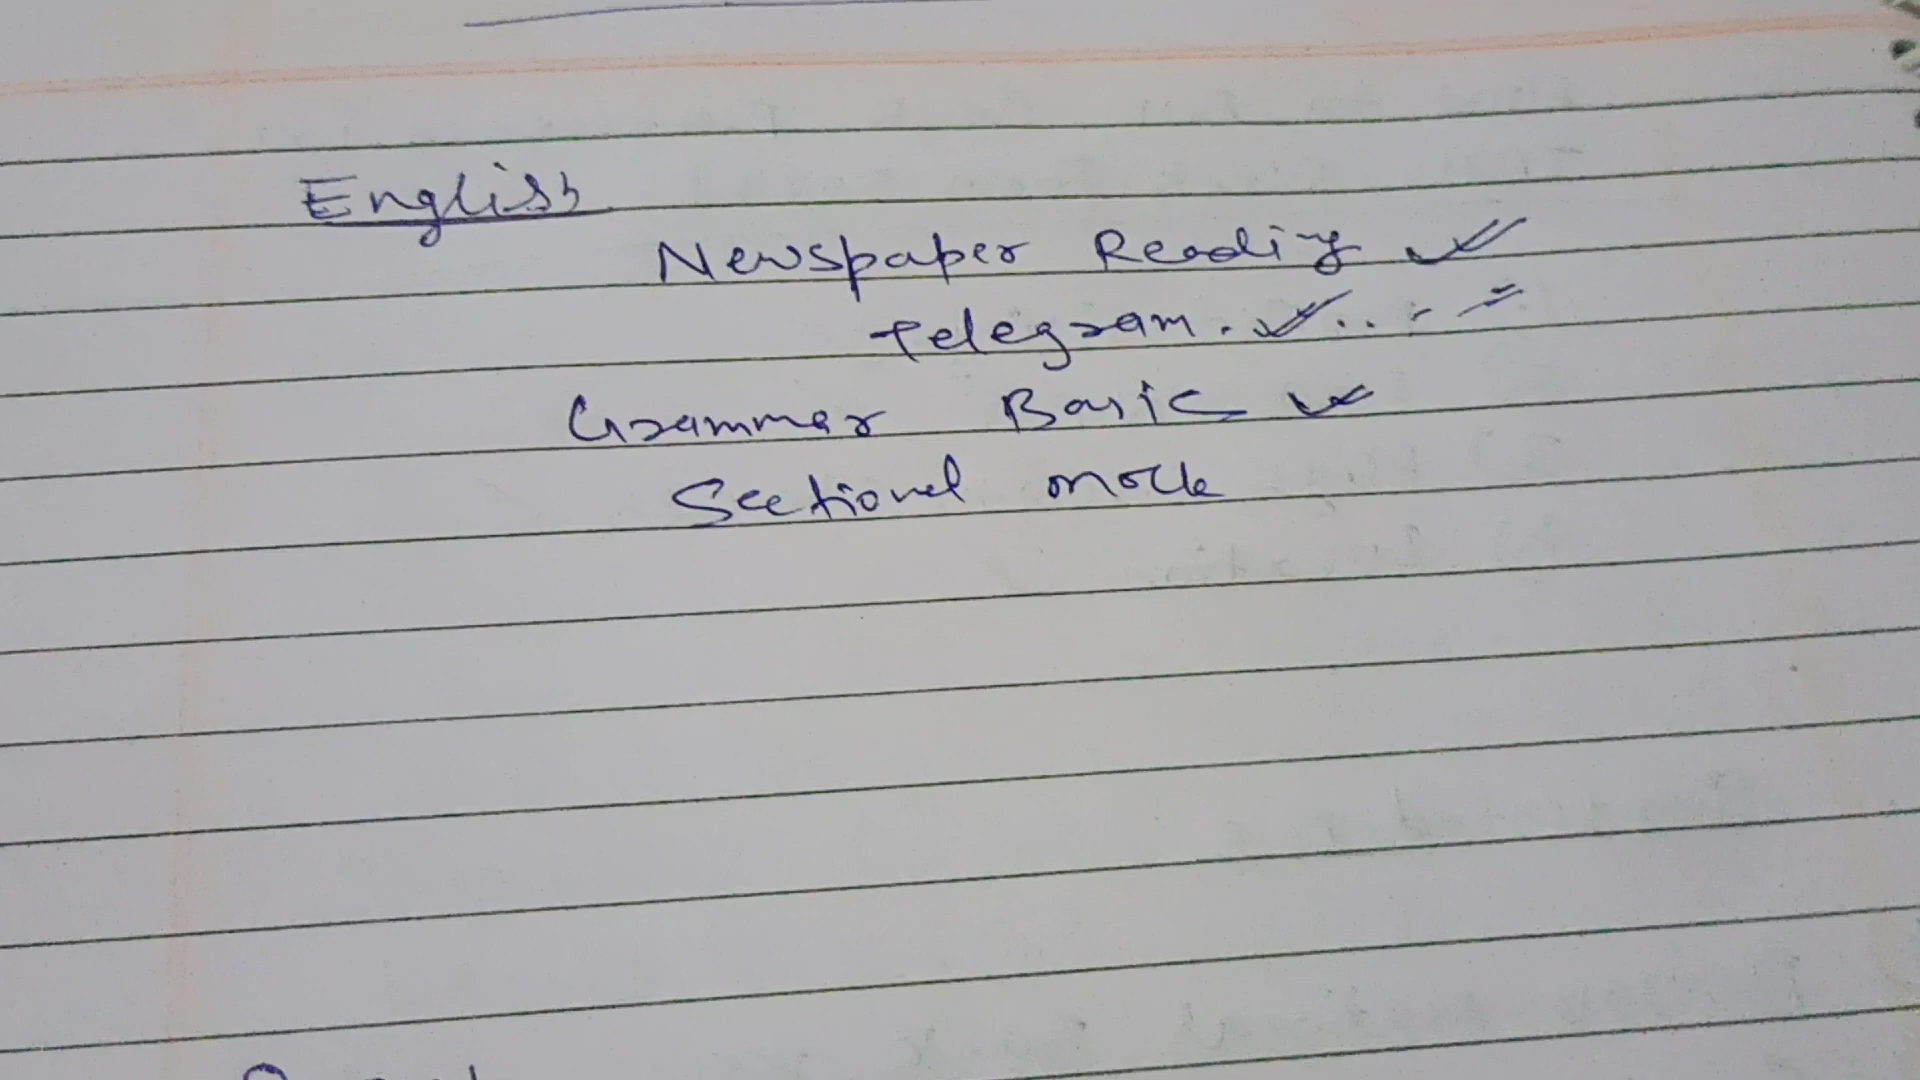 English
Newspaper Reading ✓
Telegram. ✓
Grammar Basic ✓
Sectional mock